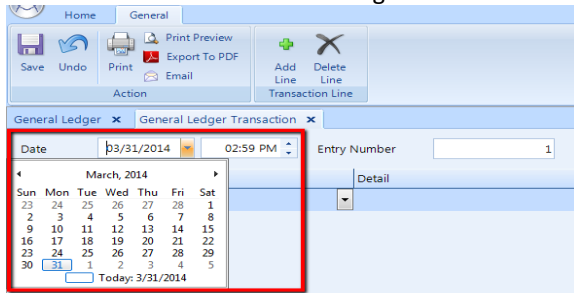 Home General
Save Undo Print Print Preview
Export To PDF
Email
Add Line Delete Line
Action Transaction Line
General Ledger × General Ledger Transaction ×
Date 03/31/2014 02:59 PM Entry Number 1
March, 2014 Detail
Sun Mon Tue Wed Thu Fri Sat
23 24 25 26 27 28 1
2 3 4 5 6 7 8
9 10 11 12 13 14 15
16 17 18 19 20 21 22
23 24 25 26 27 28 29
30 31 1 2 3 4 5
Today: 3/31/2014